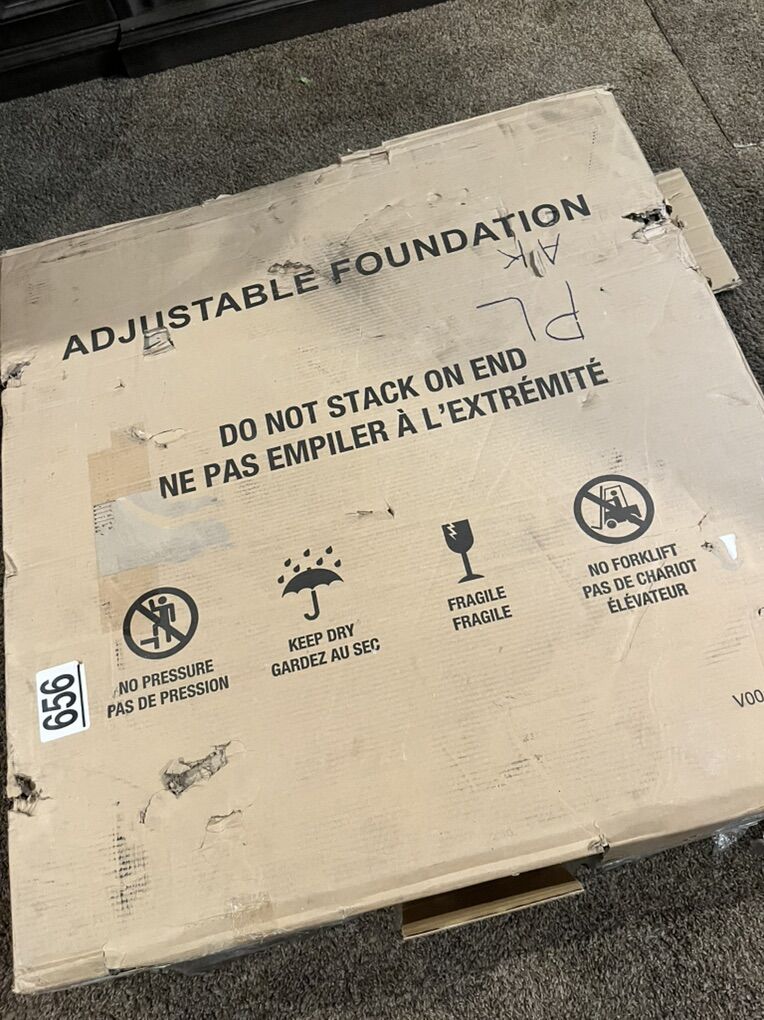 ADJUSTABLE FOUNDATION
AK
PL
DO NOT STACK ON END
NE PAS EMPILER À L'EXTRÉMITÉ
NO PRESSURE
PAS DE PRESSION
KEEP DRY
GARDEZ AU SEC
FRAGILE
FRAGILE
NO FORKLIFT
PAS DE CHARIOT
ÉLÉVATEUR
656
V00